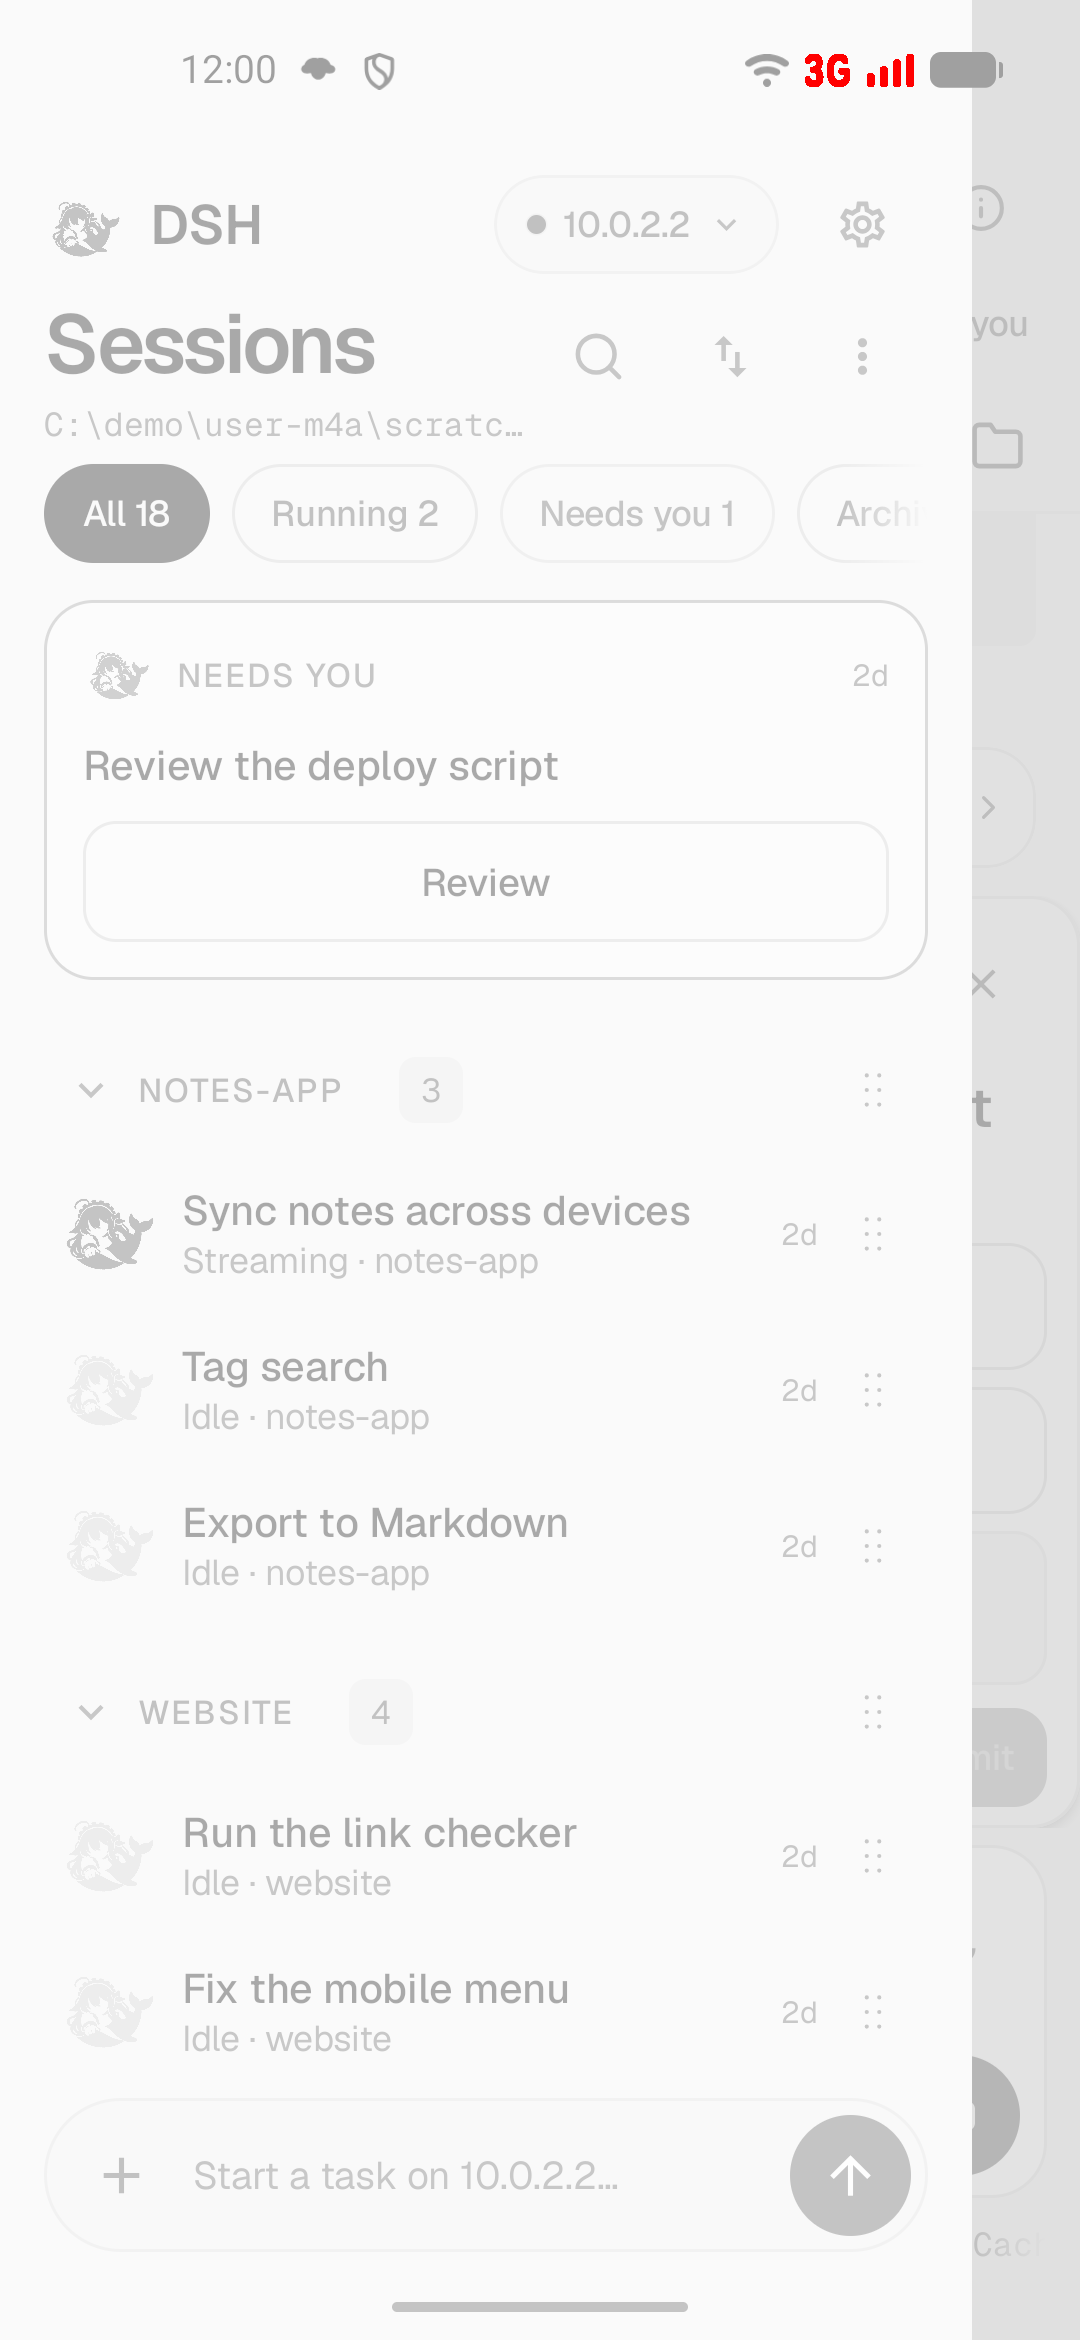 12:00
3G
DSH
10.0.2.2
Sessions
C:\demo\user-m4a\scratc…
All 18
Running 2
Needs you 1
Archi
you
NEEDS YOU
2d
Review the deploy script
Review
NOTES-APP
3
t
Sync notes across devices
Streaming · notes-app
2d
Tag search
Idle · notes-app
2d
Export to Markdown
Idle · notes-app
2d
WEBSITE
4
mit
Run the link checker
Idle · website
2d
Fix the mobile menu
Idle · website
2d
Start a task on 10.0.2.2…
Cac